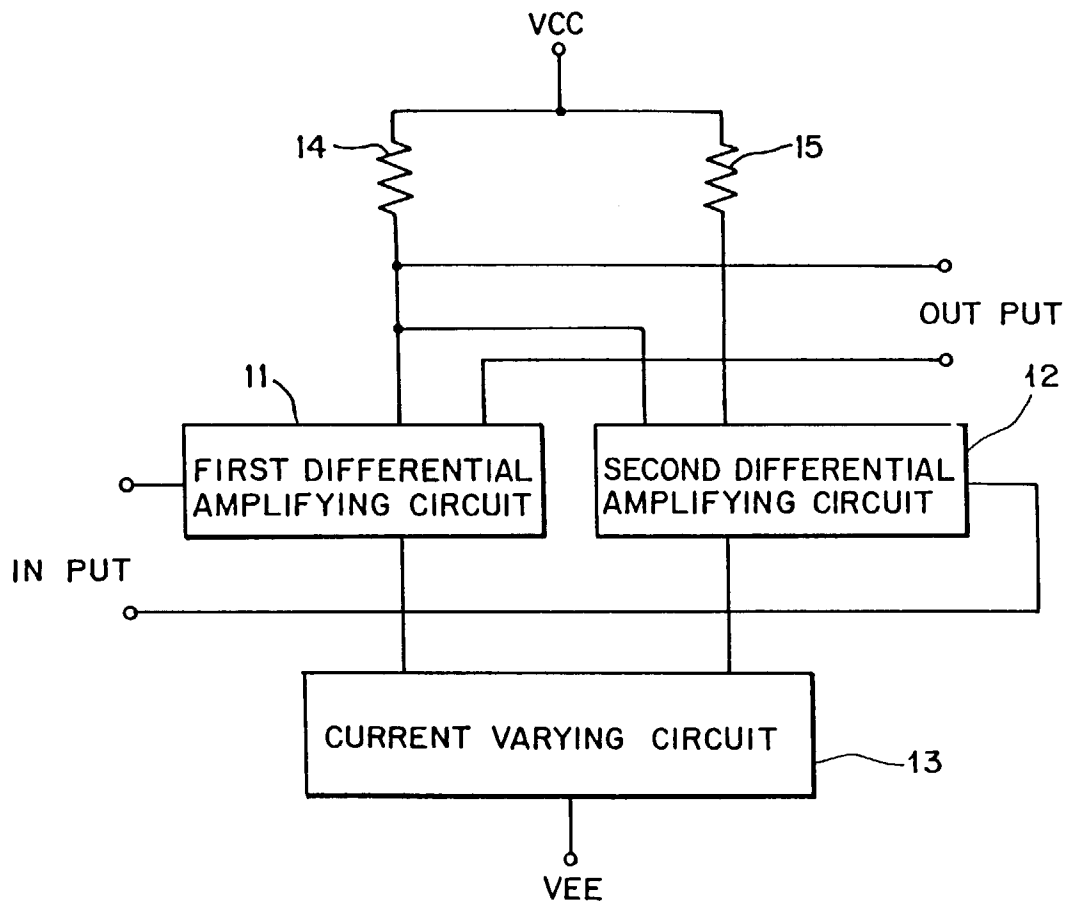 VCC
14
15
OUT PUT
11
12
FIRST DIFFERENTIAL
AMPLIFYING CIRCUIT
SECOND DIFFERENTIAL
AMPLIFYING CIRCUIT
IN PUT
CURRENT VARYING CIRCUIT
13
VEE